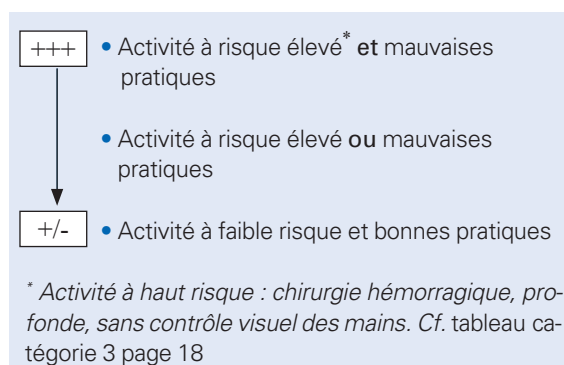 +++ • Activité à risque élevé* et mauvaises
pratiques
• Activité à risque élevé ou mauvaises
pratiques
+/- • Activité à faible risque et bonnes pratiques
* Activité à haut risque : chirurgie hémorragique, pro-
fonde, sans contrôle visuel des mains. Cf. tableau ca-
tégorie 3 page 18